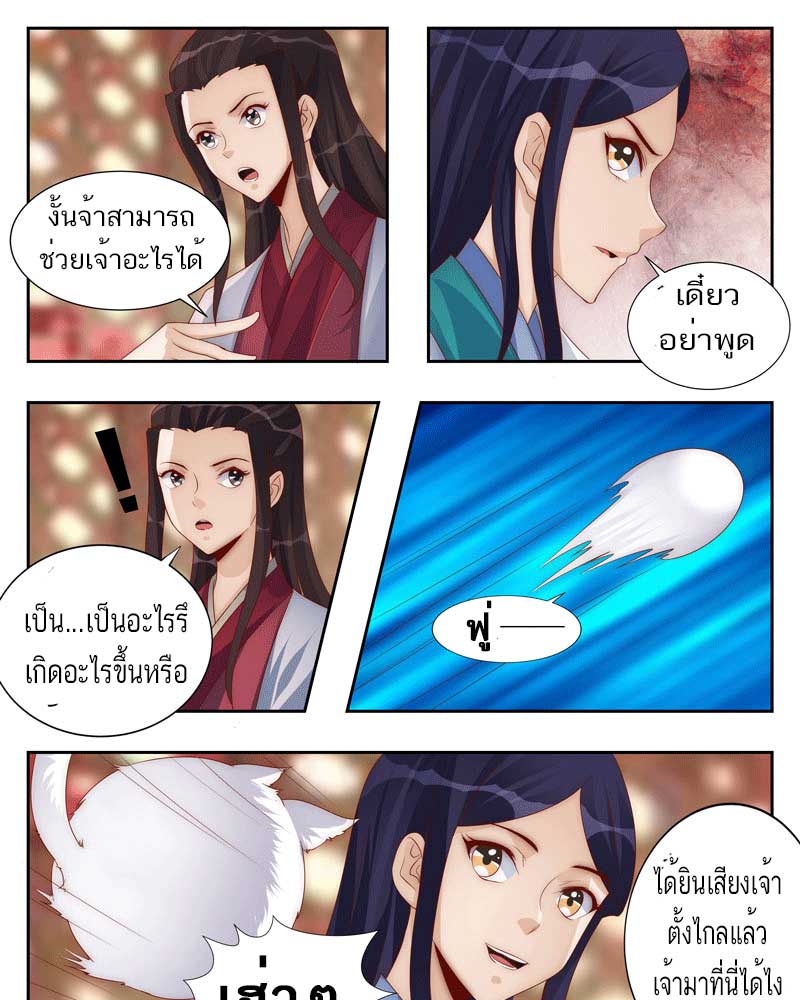 งั้นจ้าสามารถ
ช่วยเจ้าอะไรได้
เดี๋ยว
อย่าพูด
!
เป็น...เป็นอะไรรึ
เกิดอะไรขึ้นหรือ
ฟู่ ——
ได้ยินเสียงเจ้า
ตั้งไกลแล้ว
เจ้ามาที่นี่ได้ไง